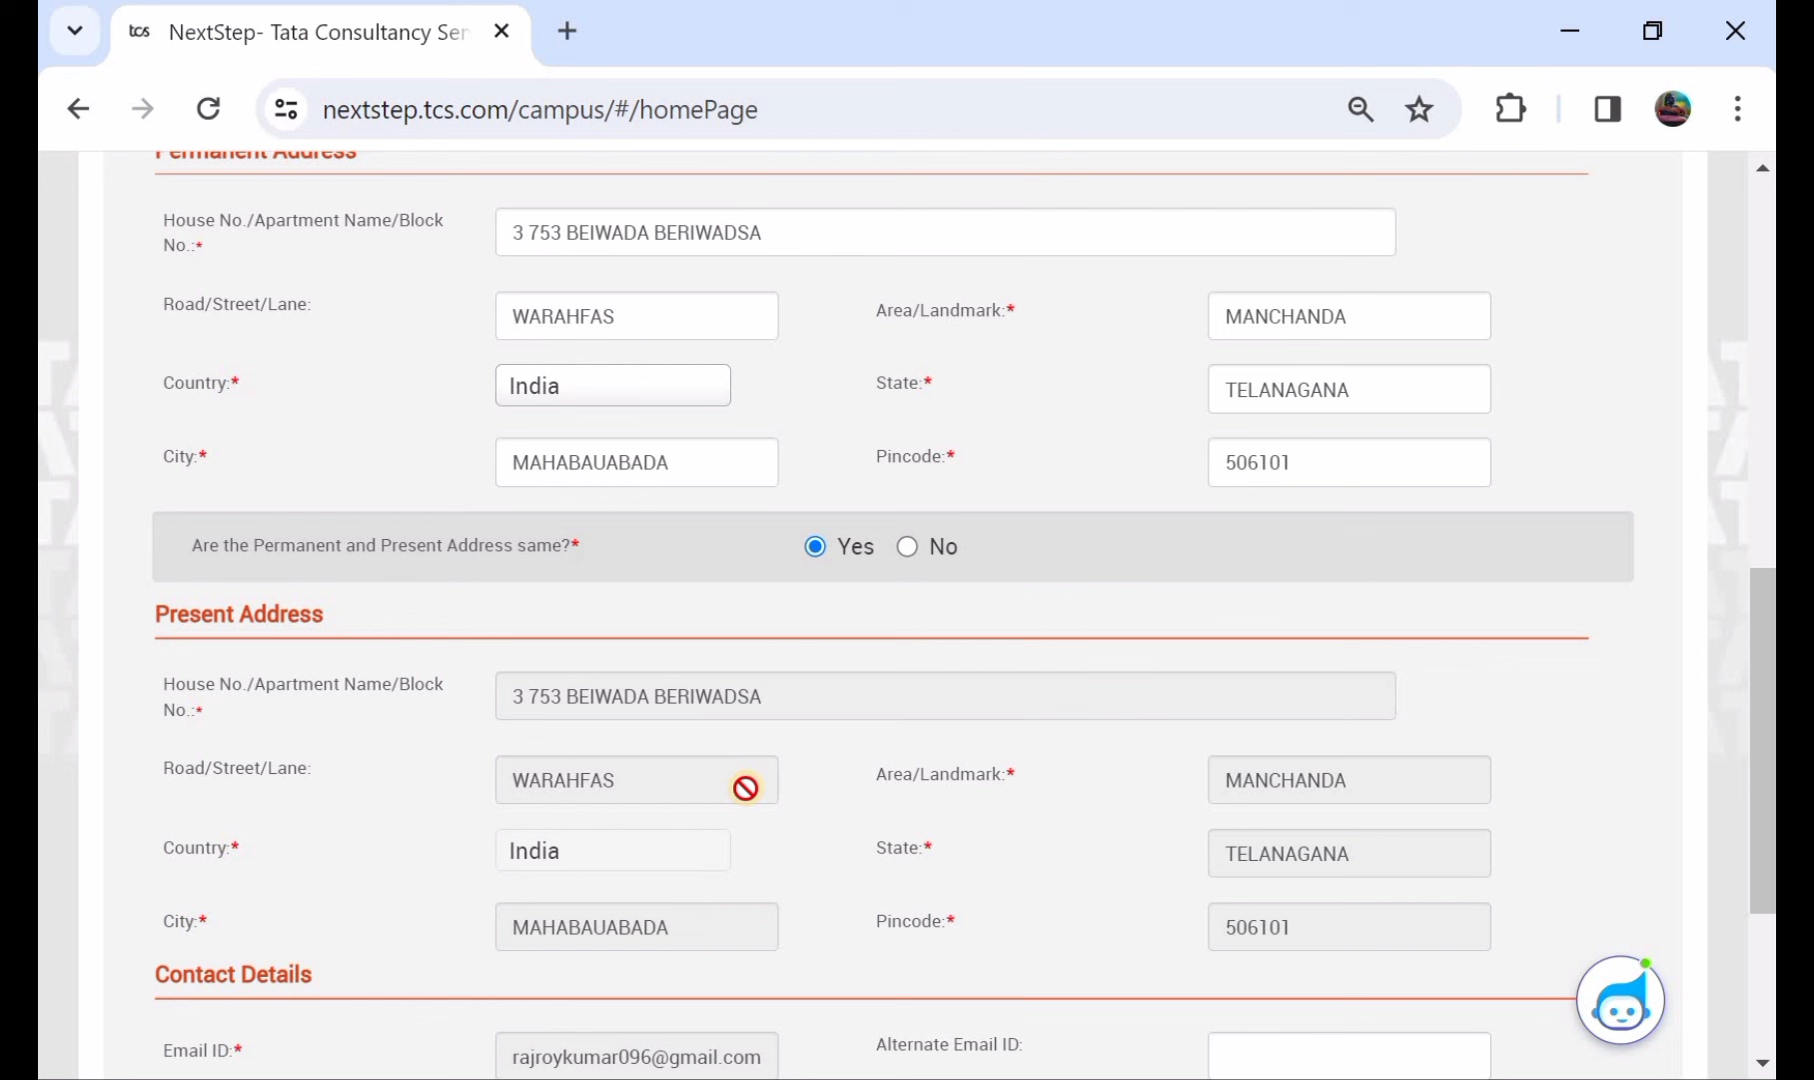 tcs NextStep- Tata Consultancy Ser
nextstep.tcs.com/campus/#/homePage
Permanent Address
House No./Apartment Name/Block
No.:*
3 753 BEIWADA BERIWADSA
Road/Street/Lane:
WARAHFAS
Area/Landmark:*
MANCHANDA
Country:*
India
State:*
TELANAGANA
City:*
MAHABAUABADA
Pincode:*
506101
Are the Permanent and Present Address same?*
Yes No
Present Address
House No./Apartment Name/Block
No.:*
3 753 BEIWADA BERIWADSA
Road/Street/Lane:
WARAHFAS
Area/Landmark:*
MANCHANDA
Country:*
India
State:*
TELANAGANA
City:*
MAHABAUABADA
Pincode:*
506101
Contact Details
Email ID:*
rajroykumar096@gmail.com
Alternate Email ID: